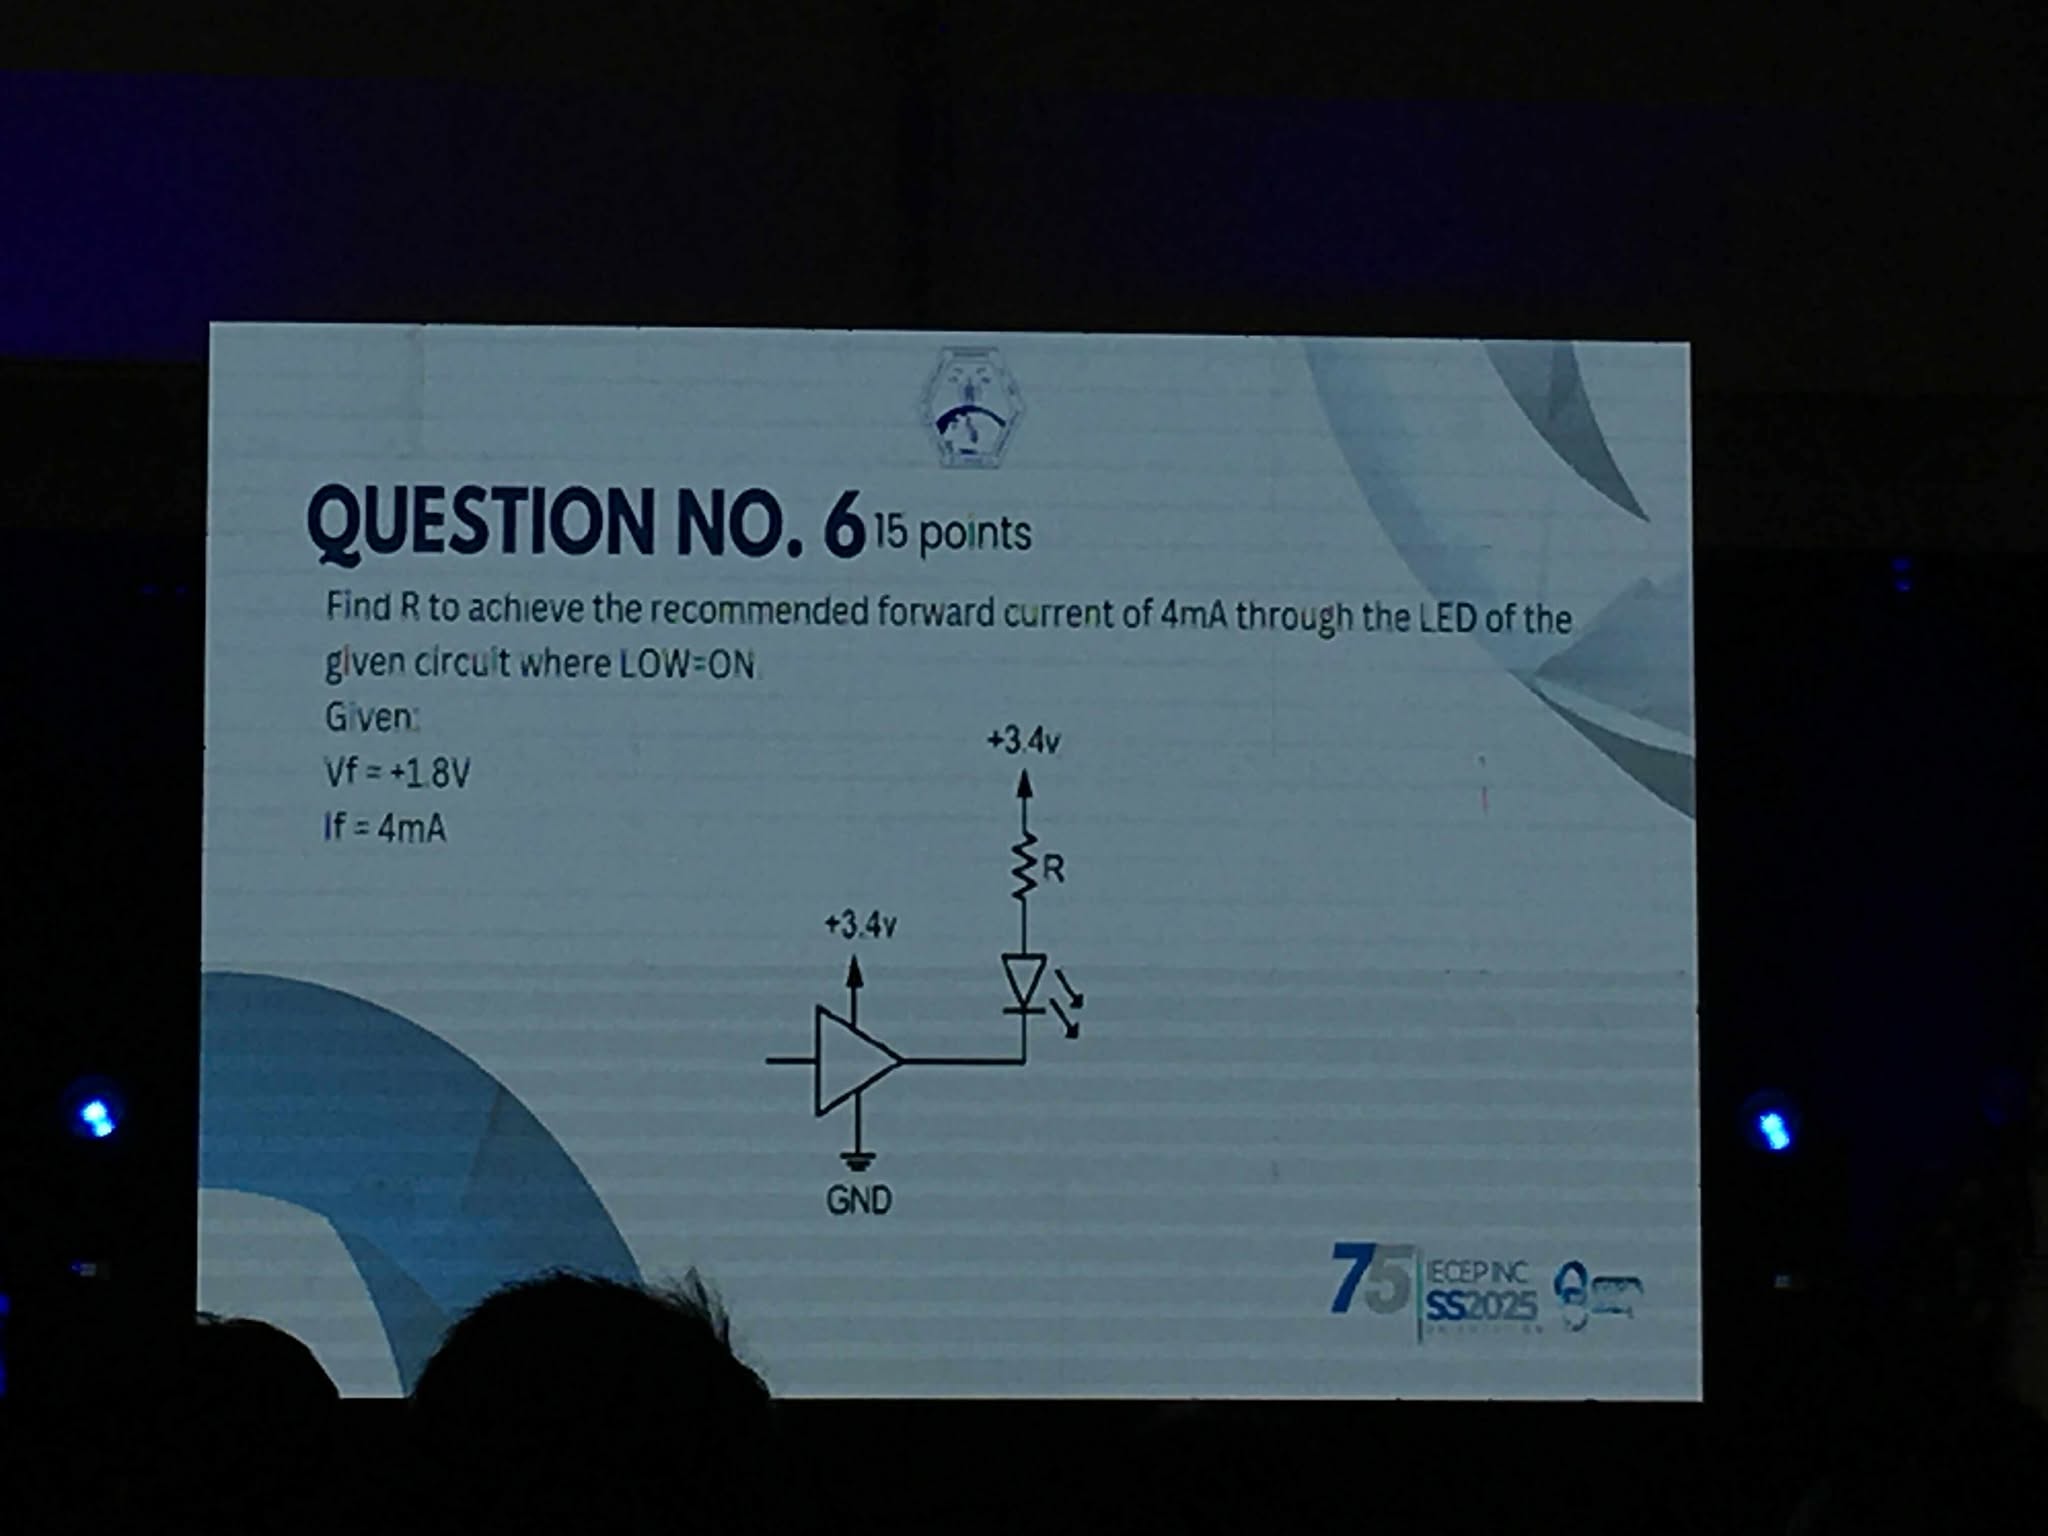 QUESTION NO. 6 15 points
Find R to achieve the recommended forward current of 4mA through the LED of the
given circuit where LOW=ON
Given:
Vf = +1.8V
If = 4mA
+3.4v
R
+3.4v
GND
75 IECEP INC
SS2025